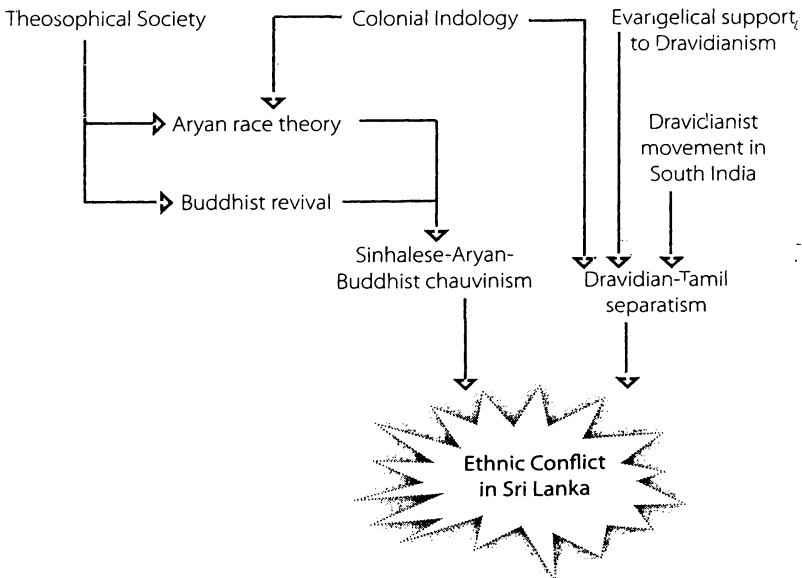 Theosophical Society
Colonial Indology
Evangelical support
to Dravidianism
Aryan race theory
Dravidianist
movement in
South India
Buddhist revival
Sinhalese-Aryan-
Buddhist chauvinism
Dravidian-Tamil
separatism
Ethnic Conflict
in Sri Lanka